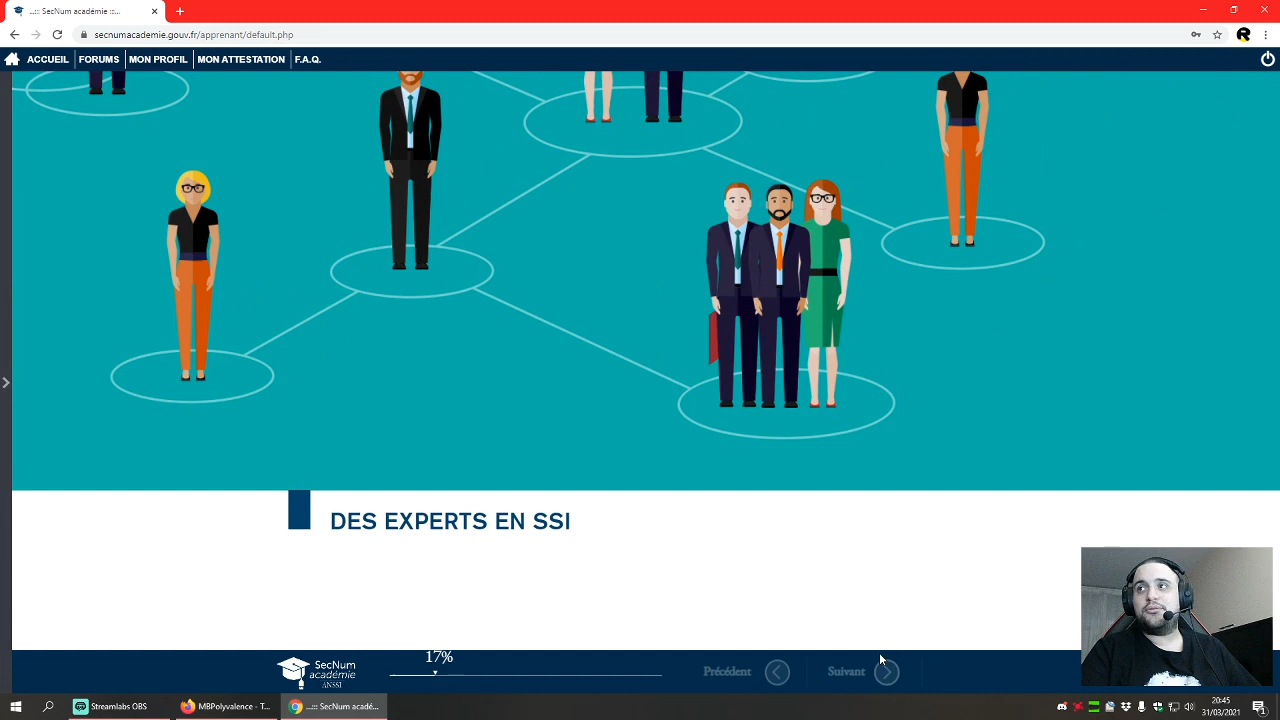 ..:: SecNum académie ::...
secnumacademie.gouv.fr/apprenant/default.php
ACCUEIL
FORUMS
MON PROFIL
MON ATTESTATION
F.A.Q.
DES EXPERTS EN SSI
SecNum
académie
ANSSI
17%
Précédent
Suivant
Streamlabs OBS
MBPolyvalence - T...
..:: SecNum acadé...
20:45
31/03/2021